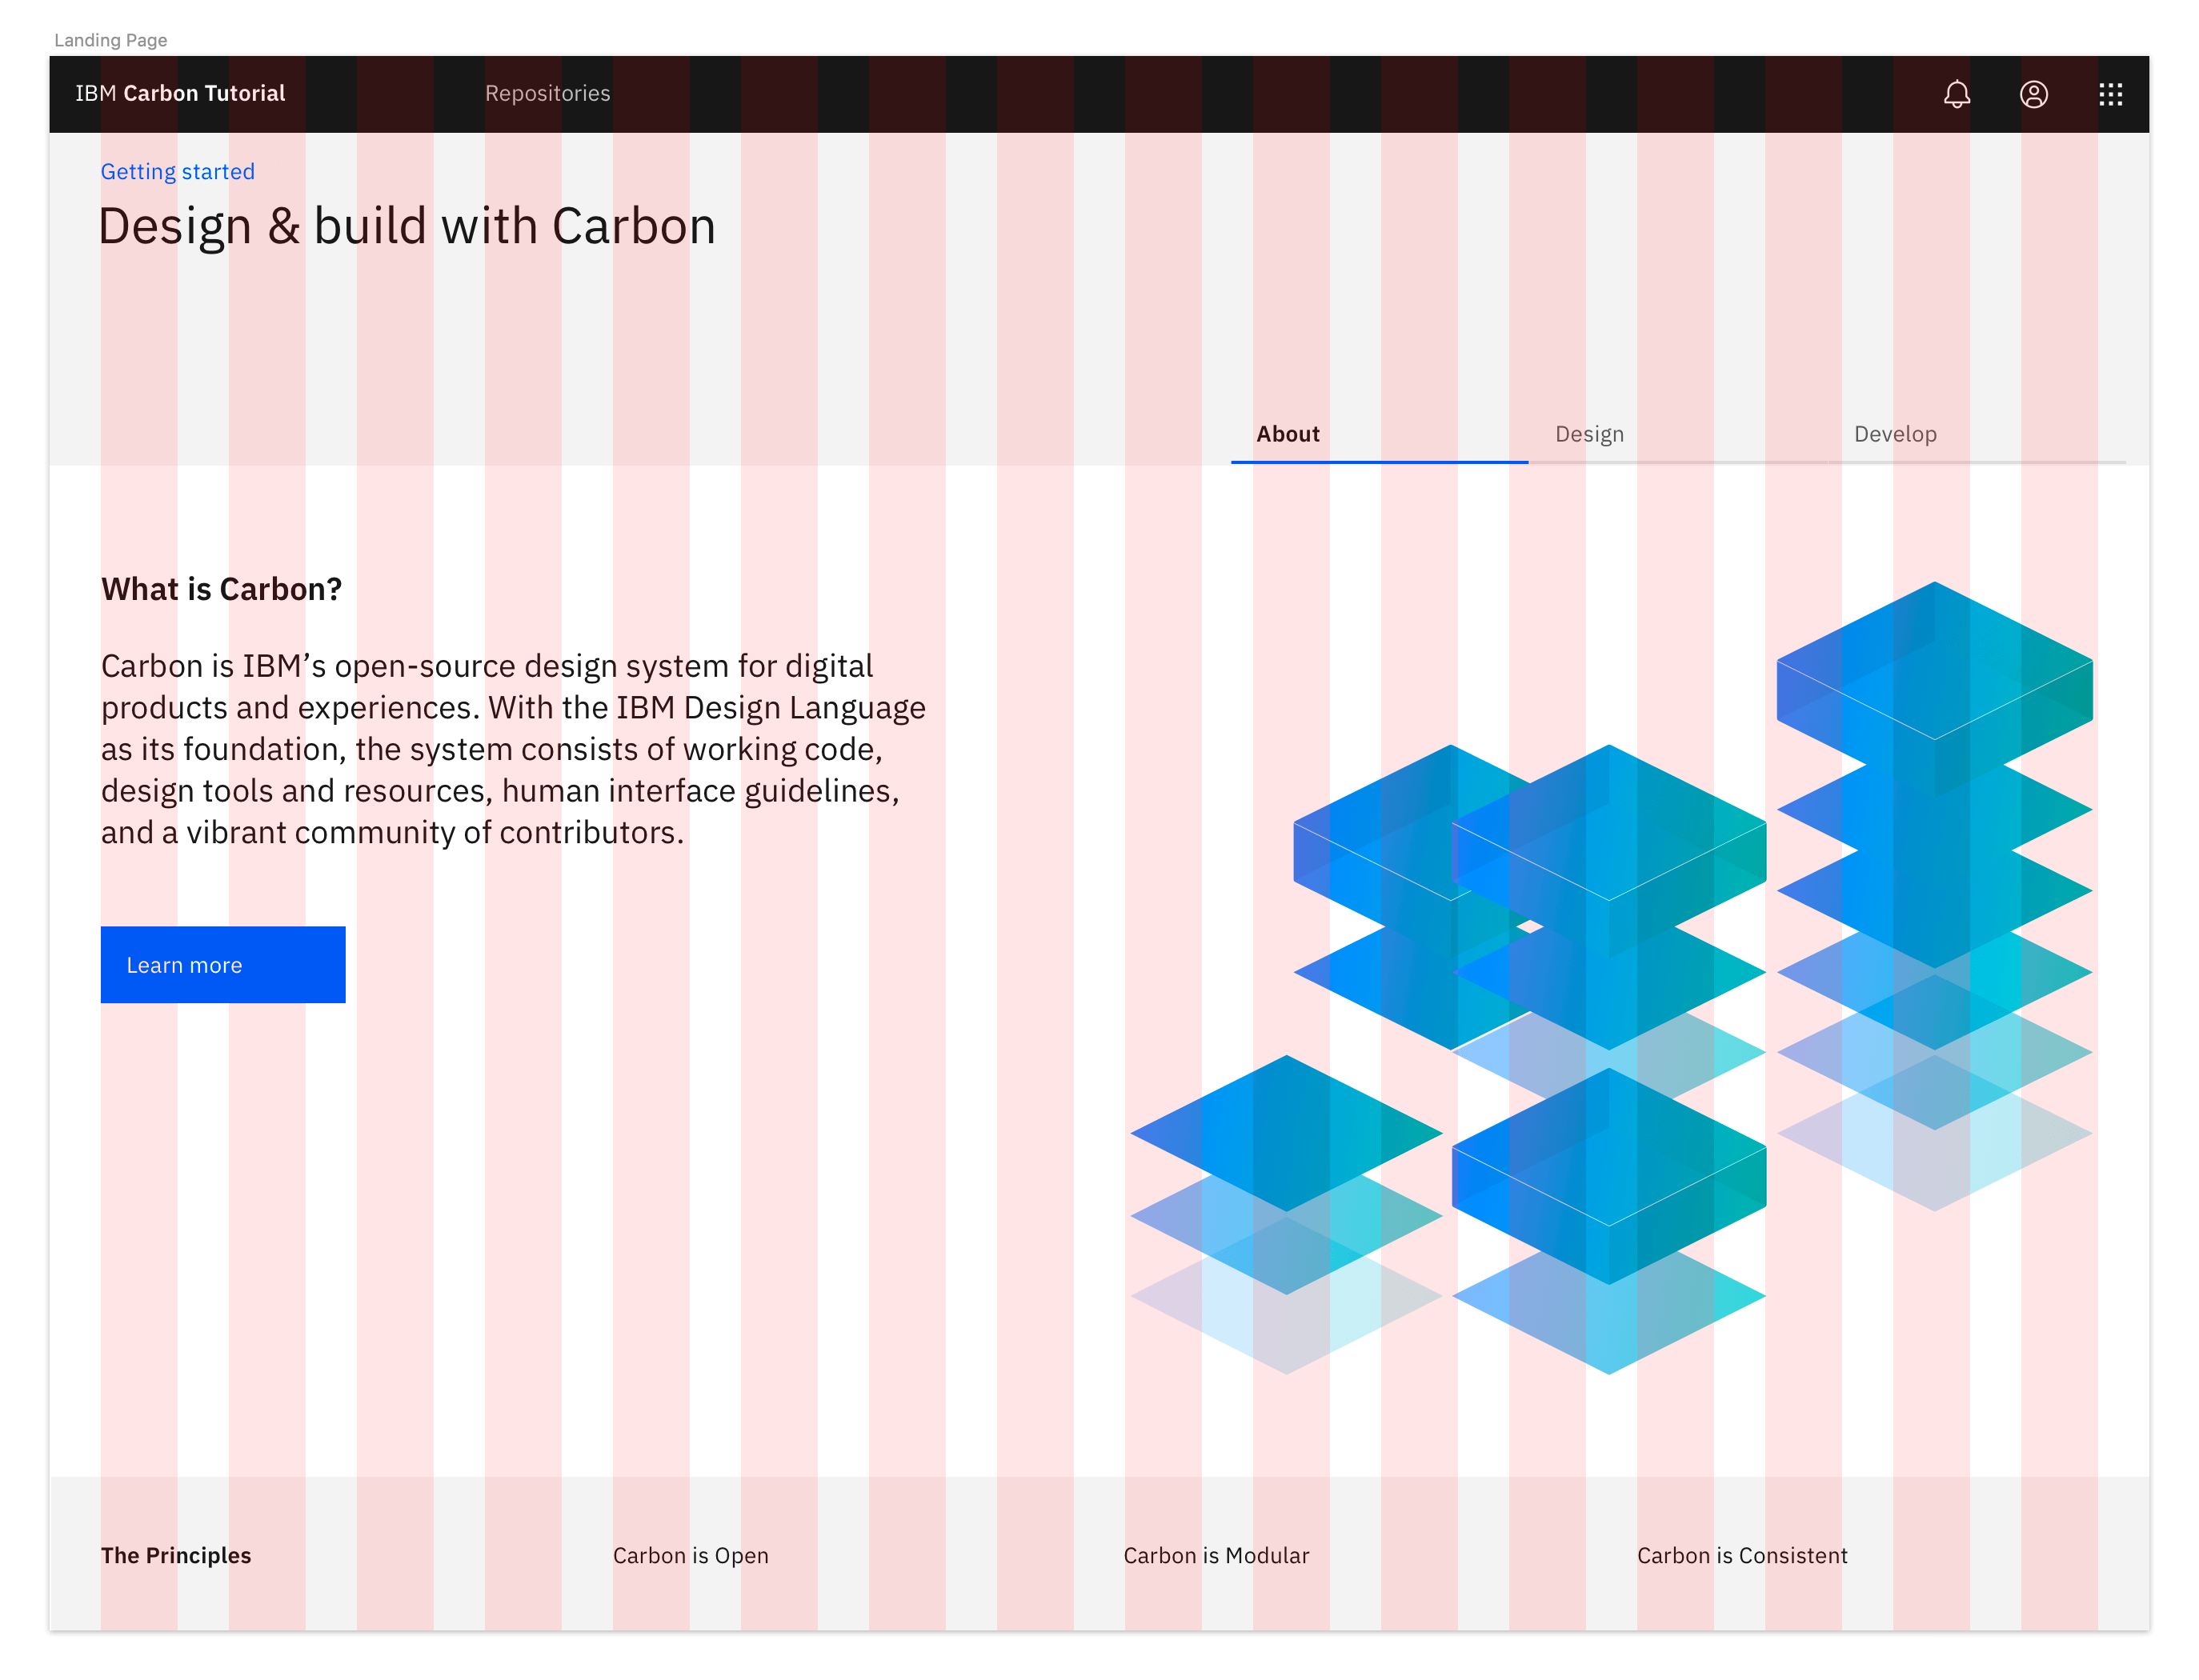 Landing Page
IBM Carbon Tutorial
Repositories
Getting started
Design & build with Carbon
About
Design
Develop
What is Carbon?
Carbon is IBM’s open-source design system for digital
products and experiences. With the IBM Design Language
as its foundation, the system consists of working code,
design tools and resources, human interface guidelines,
and a vibrant community of contributors.
Learn more
The Principles
Carbon is Open
Carbon is Modular
Carbon is Consistent